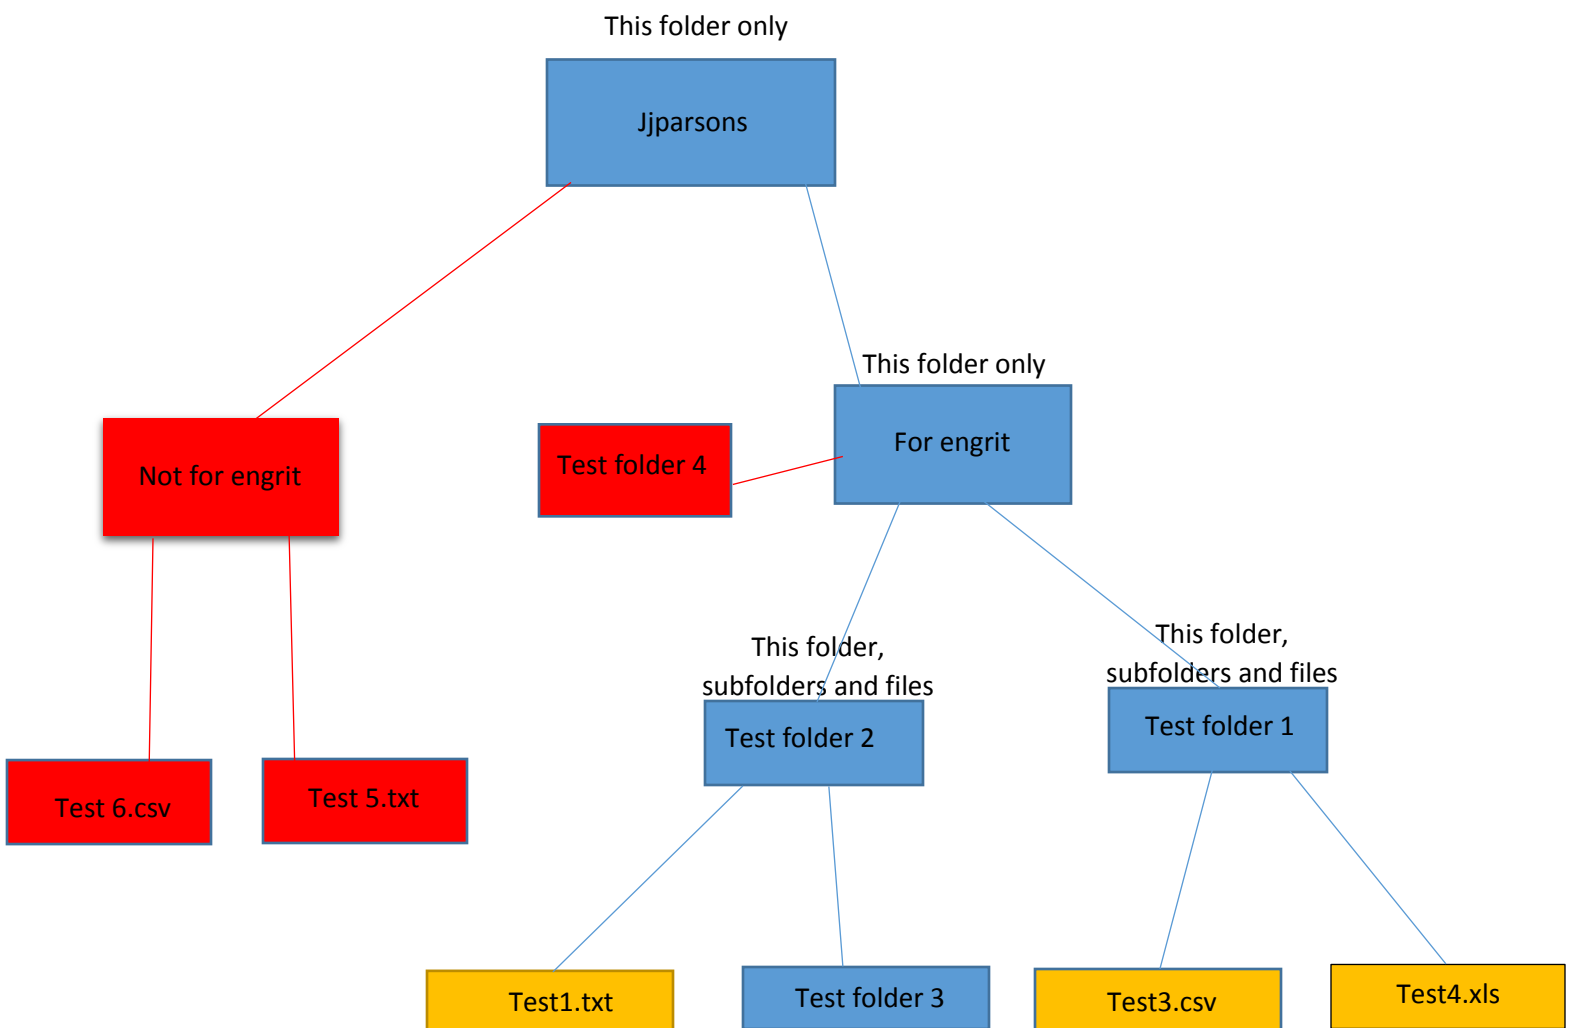 This folder only
Jjparsons
This folder only
For engrit
Test folder 4
Not for engrit
This folder,
subfolders and files
This folder,
subfolders and files
Test folder 2
Test folder 1
Test 6.csv
Test 5.txt
Test1.txt
Test folder 3
Test3.csv
Test4.xls